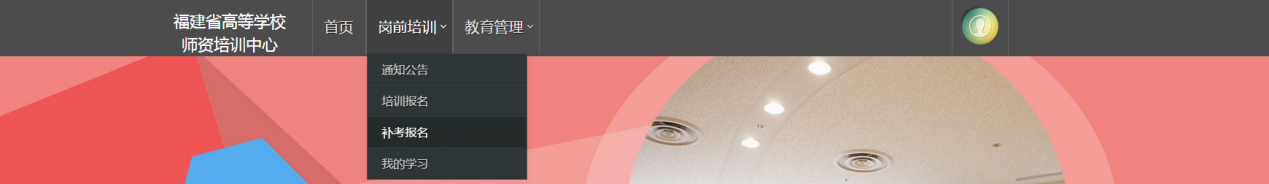 福建省高等学校
师资培训中心
首页
岗前培训
教育管理
通知公告
培训报名
补考报名
我的学习